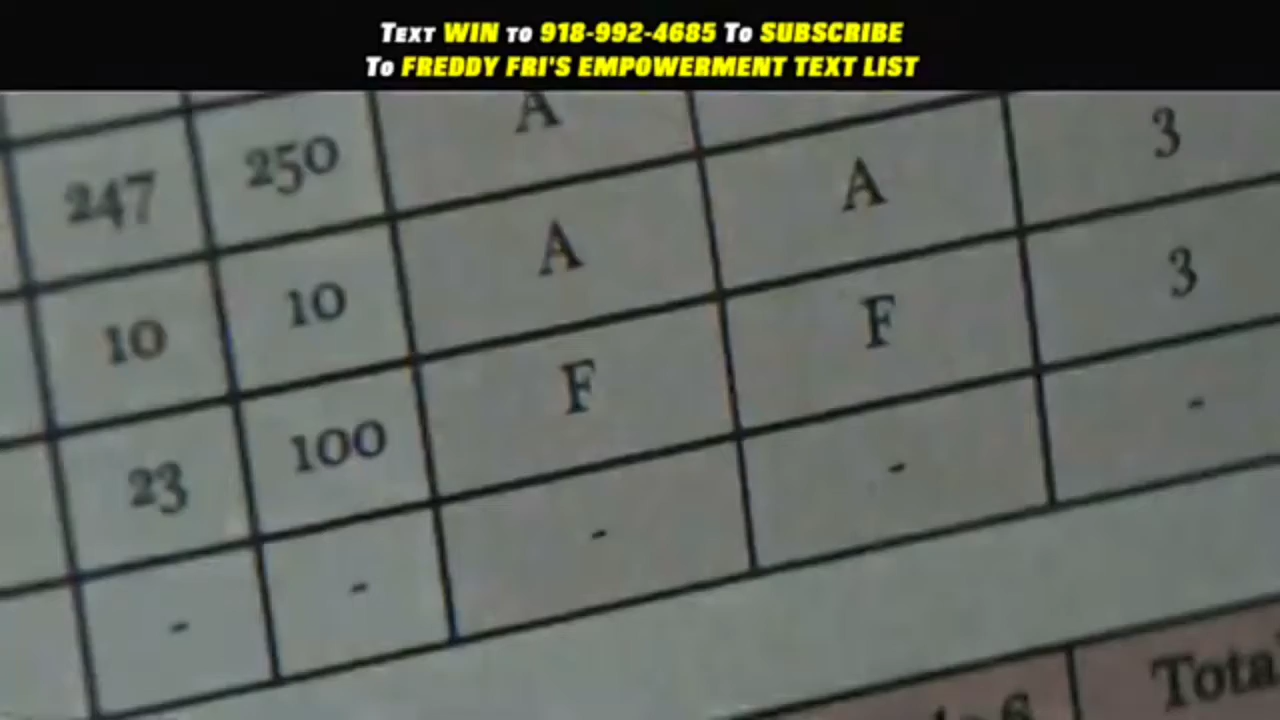 Text WIN to 918-992-4685 To SUBSCRIBE
To FREDDY FRI'S EMPOWERMENT TEXT LIST
247 250 A
10 10 A A 3
23 100 F F 3
- - - - -
Total